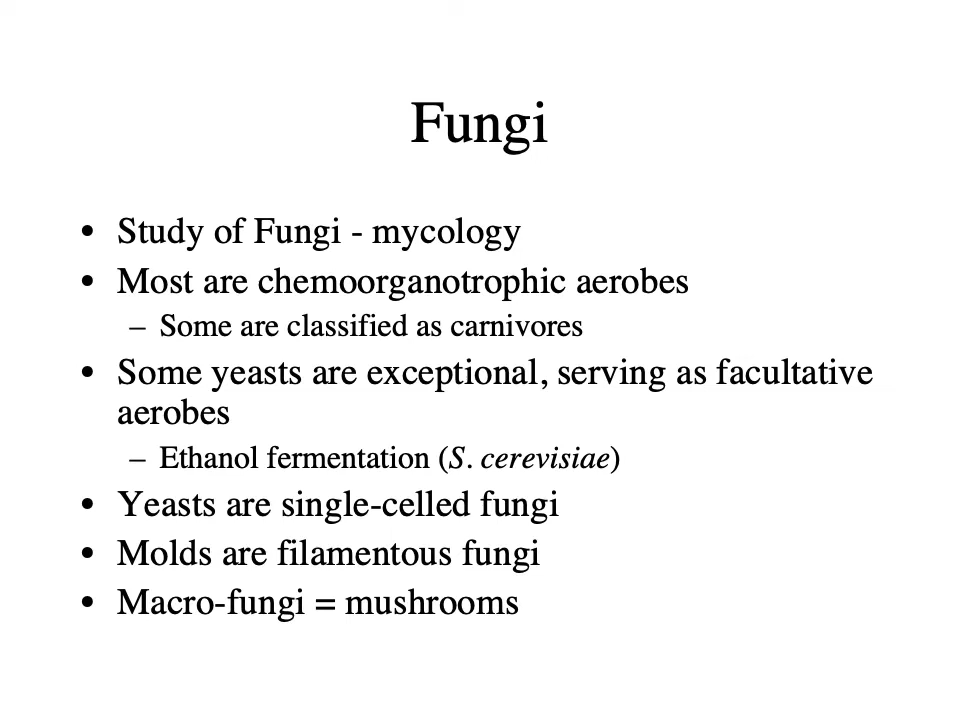 Fungi
• Study of Fungi - mycology
• Most are chemoorganotrophic aerobes
– Some are classified as carnivores
• Some yeasts are exceptional, serving as facultative
aerobes
– Ethanol fermentation (S. cerevisiae)
• Yeasts are single-celled fungi
• Molds are filamentous fungi
• Macro-fungi = mushrooms